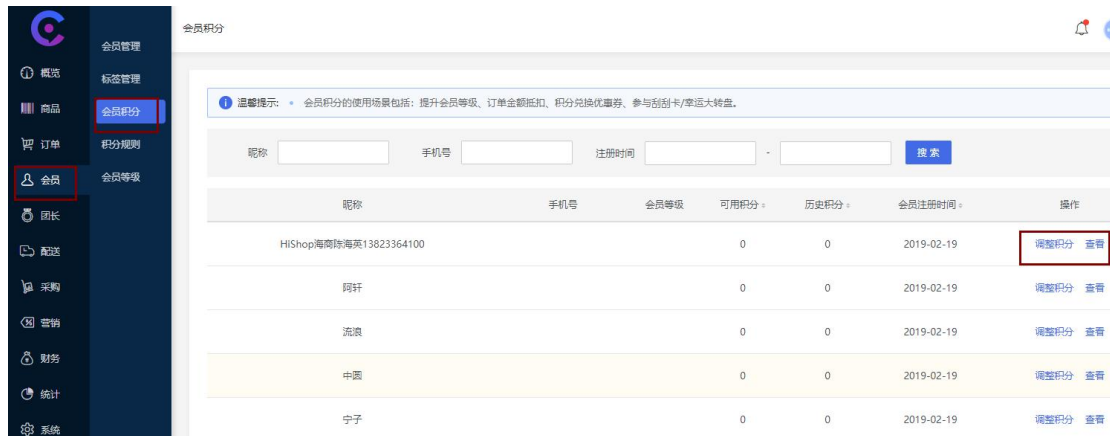 会员积分
概览
商品
订单
会员
团长
配送
采购
营销
财务
统计
系统
会员管理
标签管理
会员积分
积分规则
会员等级
温馨提示: 会员积分的使用场景包括：提升会员等级、订单金额抵扣、积分兑换优惠券、参与刮刮卡/幸运大转盘。
昵称 手机号 注册时间 - 搜索
昵称 手机号 会员等级 可用积分 历史积分 会员注册时间 操作
HiShop海商陈海英13823364100 0 0 2019-02-19 调整积分 查看
阿轩 0 0 2019-02-19 调整积分 查看
流浪 0 0 2019-02-19 调整积分 查看
中圆 0 0 2019-02-19 调整积分 查看
宁子 0 0 2019-02-19 调整积分 查看